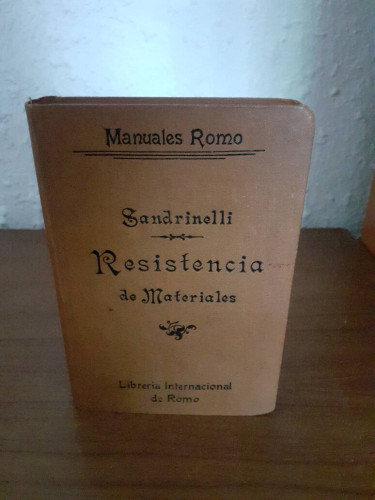 Manuales Romo
Sandrinelli
Resistencia
de Materiales
Librería Internacional
de Romo